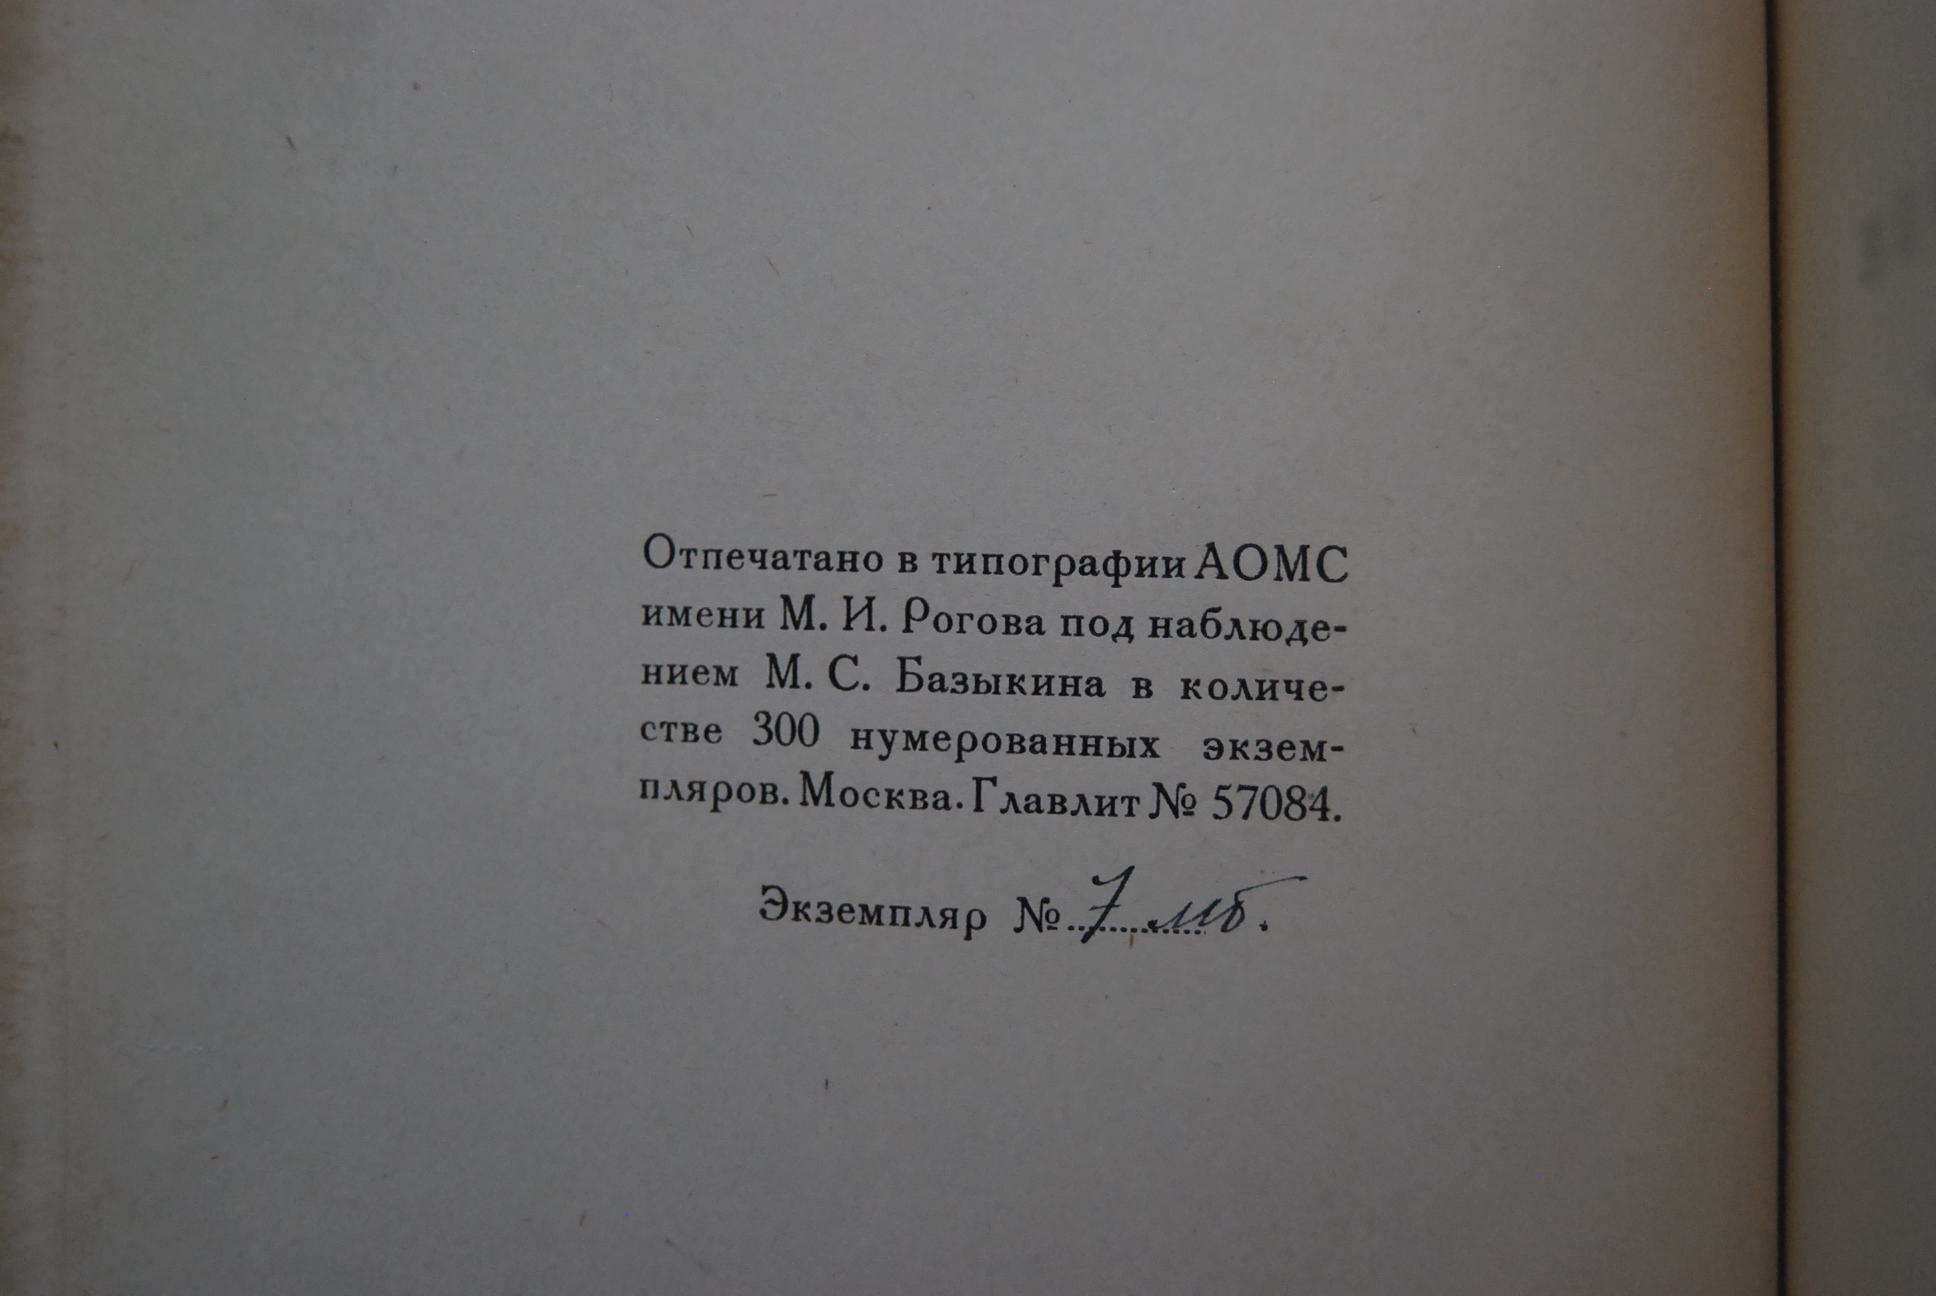 Отпечатано в типографии АОМС
имени М. И. Рогова под наблюде-
нием М. С. Базыкина в количе-
стве 300 нумерованных экзем-
пляров. Москва. Главлит № 57084.
Экземпляр № 7 мб.